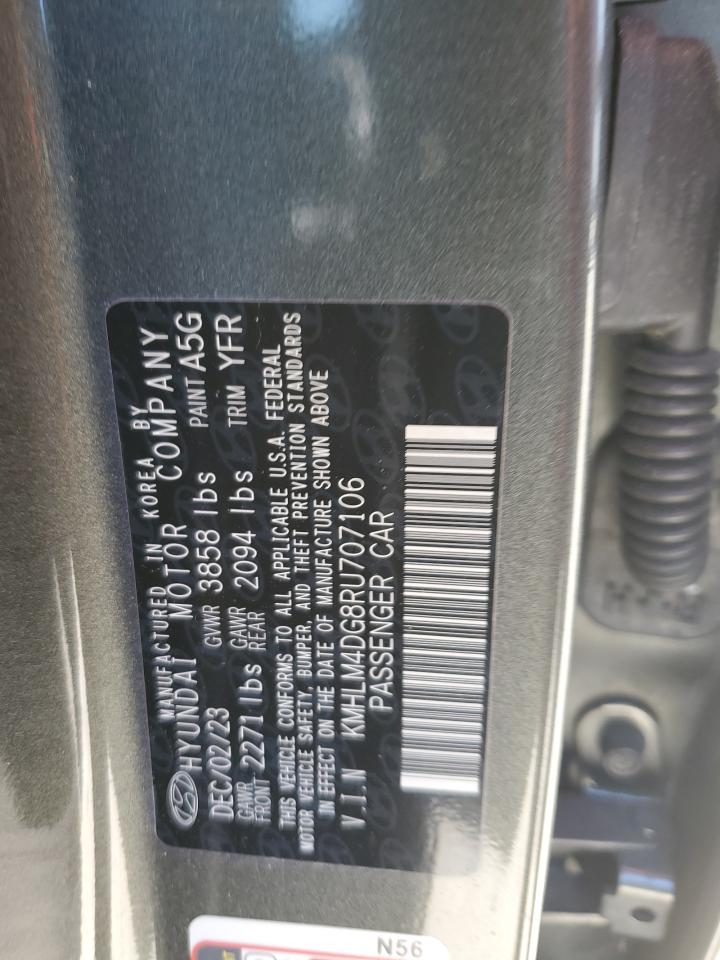 MANUFACTURED IN KOREA BY
HYUNDAI MOTOR COMPANY
DEC/02/23 GVWR 3858 lbs PAINT A5G
GAWR FRONT 2271 lbs GAWR REAR 2094 lbs TRIM YFR
THIS VEHICLE CONFORMS TO ALL APPLICABLE U.S.A. FEDERAL
MOTOR VEHICLE SAFETY, BUMPER, AND THEFT PREVENTION STANDARDS
IN EFFECT ON THE DATE OF MANUFACTURE SHOWN ABOVE
V.I.N KMHLM4DG8RU707106
PASSENGER CAR
N56